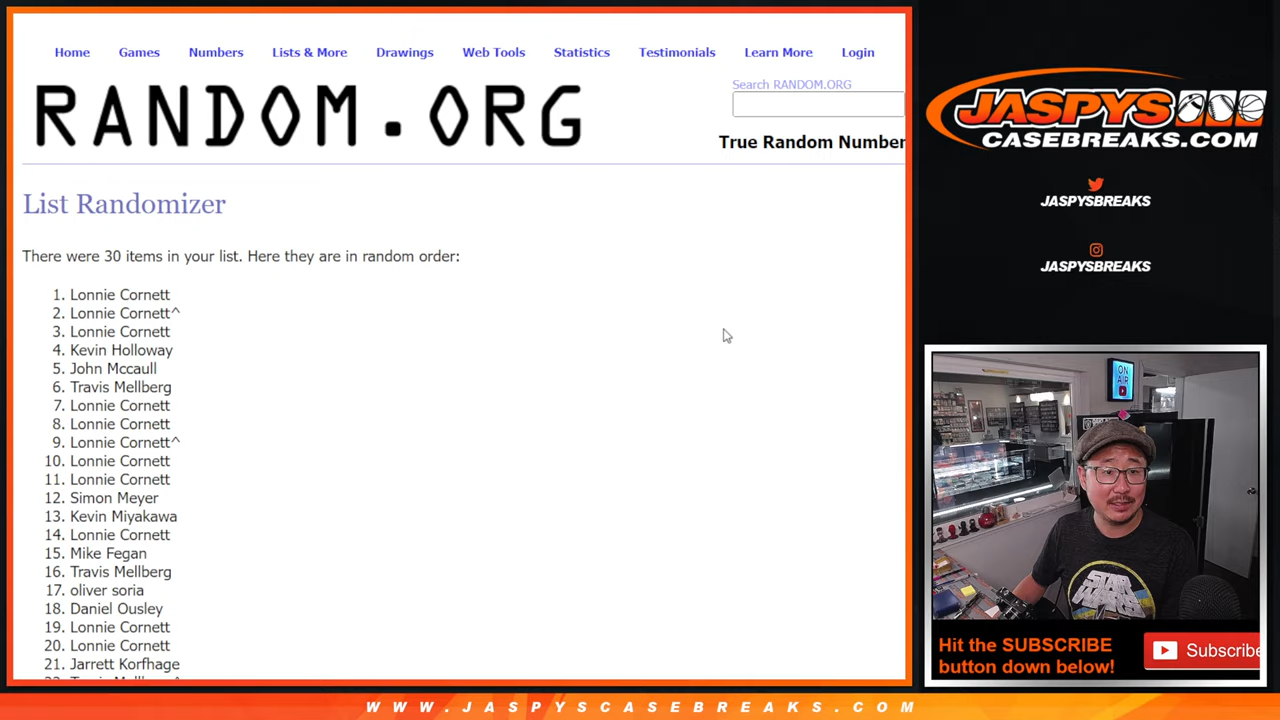 Home Games Numbers Lists & More Drawings Web Tools Statistics Testimonials Learn More Login
RANDOM.ORG
Search RANDOM.ORG
True Random Number
List Randomizer
There were 30 items in your list. Here they are in random order:
1. Lonnie Cornett
2. Lonnie Cornett^
3. Lonnie Cornett
4. Kevin Holloway
5. John Mccaull
6. Travis Mellberg
7. Lonnie Cornett
8. Lonnie Cornett
9. Lonnie Cornett^
10. Lonnie Cornett
11. Lonnie Cornett
12. Simon Meyer
13. Kevin Miyakawa
14. Lonnie Cornett
15. Mike Fegan
16. Travis Mellberg
17. oliver soria
18. Daniel Ousley
19. Lonnie Cornett
20. Lonnie Cornett
21. Jarrett Korfhage
JASPYS
CASEBREAKS.COM
JASPYSBREAKS
JASPYSBREAKS
ON
AIR
STAR
WARS
Hit the SUBSCRIBE
button down below!
Subscribe
WWW.JASPYSCASEBREAKS.COM